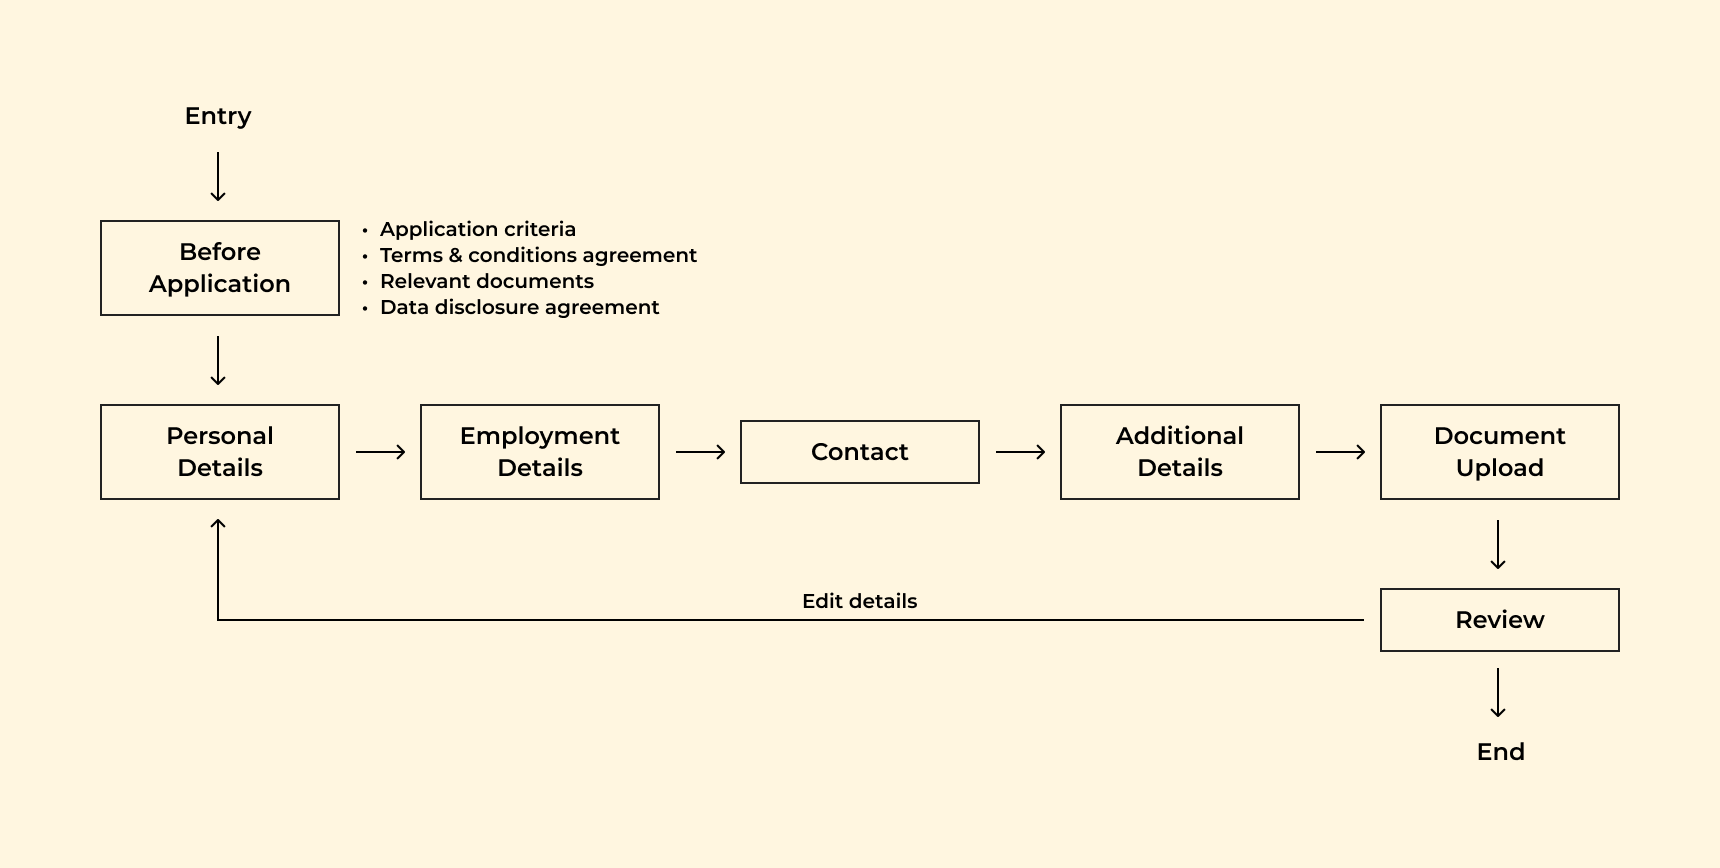 Entry
Before
Application
• Application criteria
• Terms & conditions agreement
• Relevant documents
• Data disclosure agreement
Personal
Details
Employment
Details
Contact
Additional
Details
Document
Upload
Edit details
Review
End